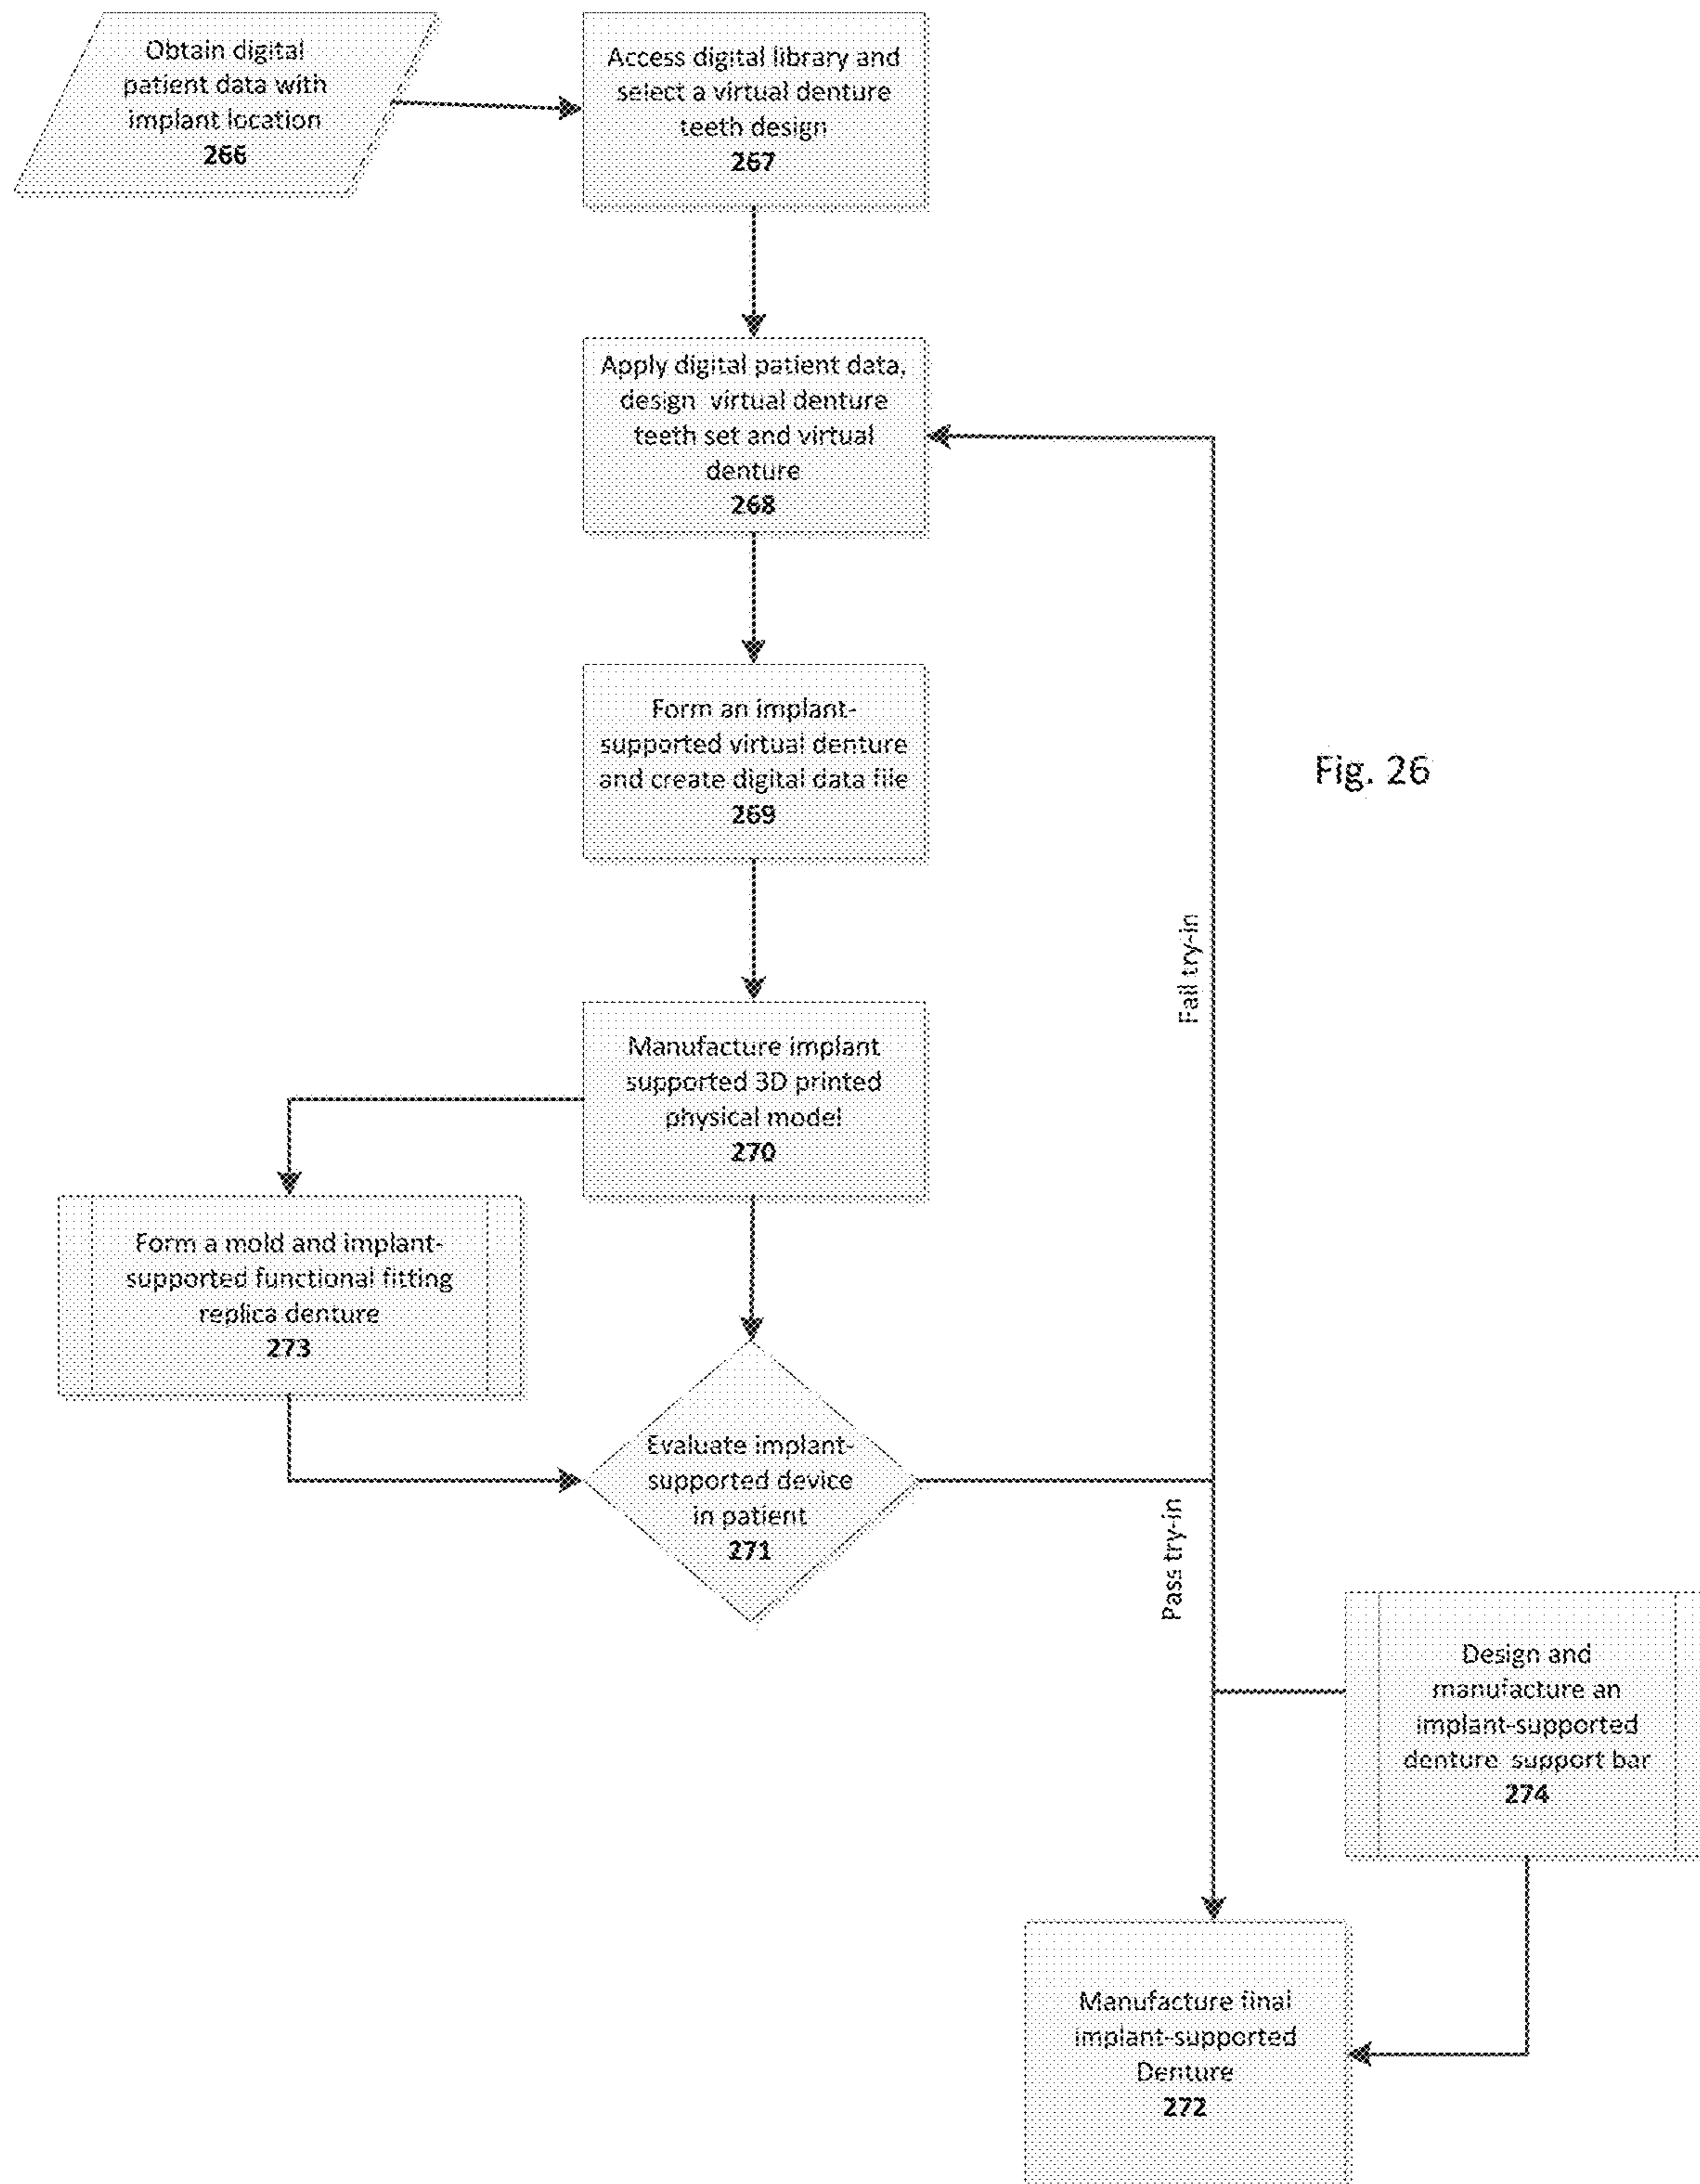 Obtain digital
patient data with
implant location
266
Access digital library and
select a virtual denture
teeth design
267
Apply digital patient data,
design virtual denture
teeth set and virtual
denture
268
Form an implant-
supported virtual denture
and create digital data file
269
Fig. 26
Fail try-in
Manufacture implant
supported 3D printed
physical model
270
Form a mold and implant-
supported functional fitting
replica denture
273
Evaluate implant-
supported device
in patient
271
Pass try-in
Design and
manufacture an
implant-supported
denture support bar
274
Manufacture final
implant-supported
Denture
272